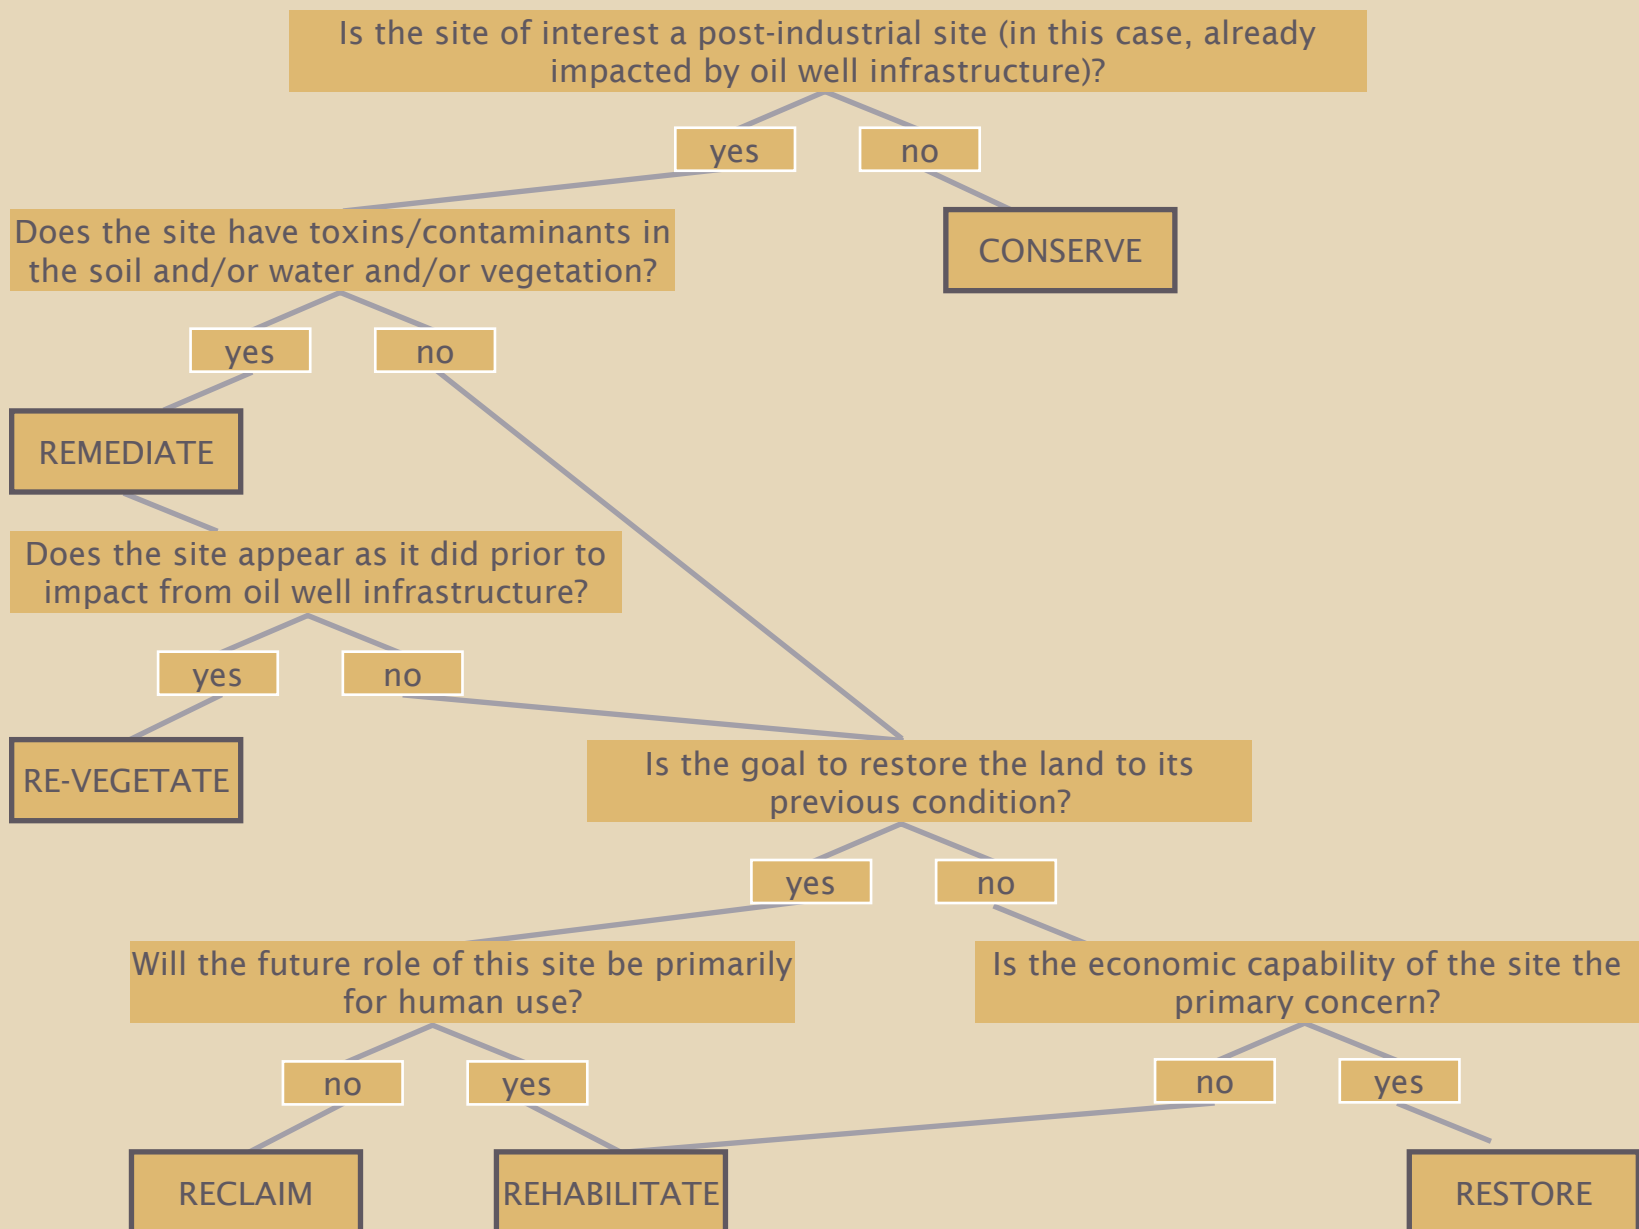 Is the site of interest a post-industrial site (in this case, already
impacted by oil well infrastructure)?
yes
no
Does the site have toxins/contaminants in
the soil and/or water and/or vegetation?
CONSERVE
yes
no
REMEDIATE
Does the site appear as it did prior to
impact from oil well infrastructure?
yes
no
RE-VEGETATE
Is the goal to restore the land to its
previous condition?
yes
no
Will the future role of this site be primarily
for human use?
Is the economic capability of the site the
primary concern?
no
yes
no
yes
RECLAIM
REHABILITATE
RESTORE